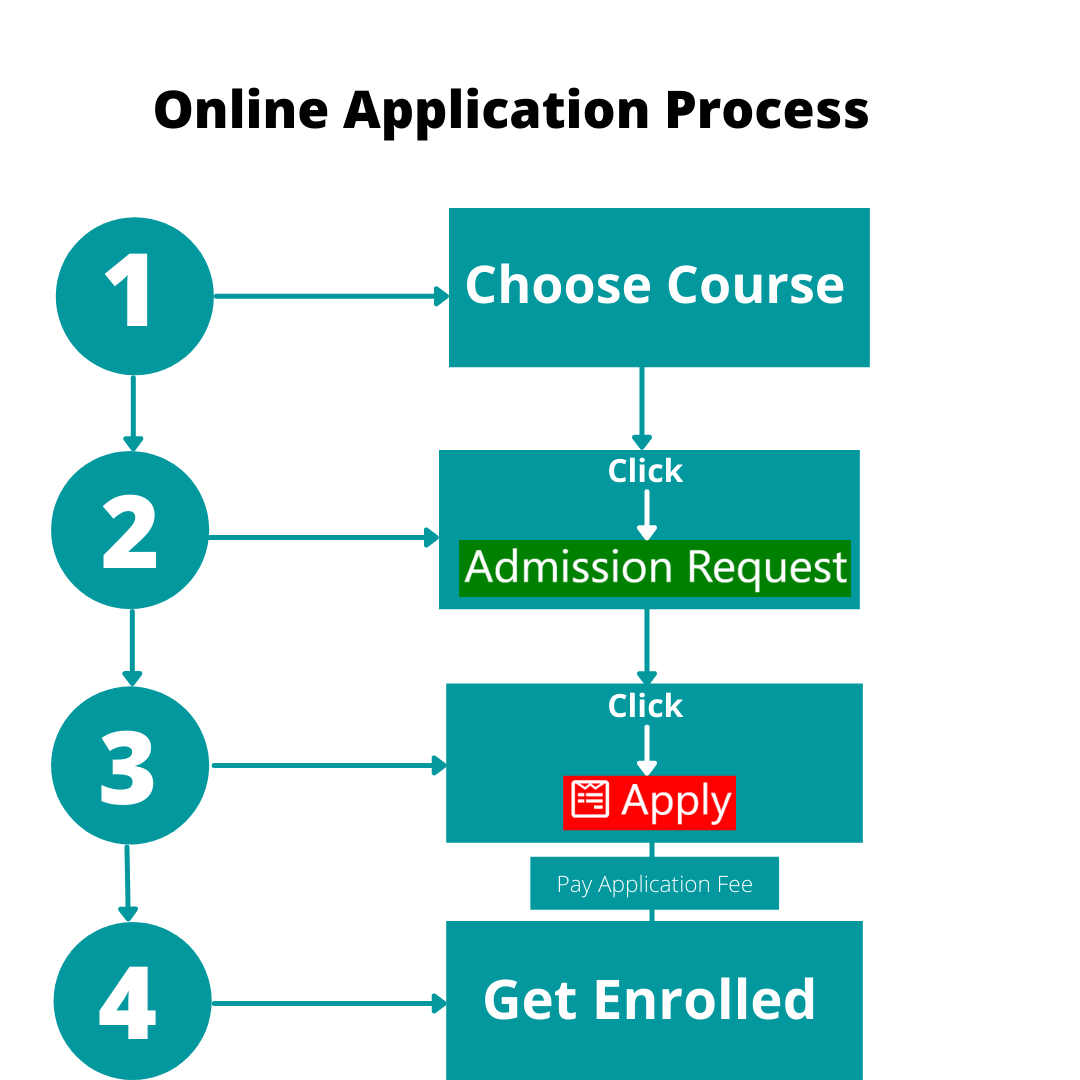 Online Application Process
1
Choose Course
2
Click
Admission Request
3
Click
Apply
Pay Application Fee
4
Get Enrolled